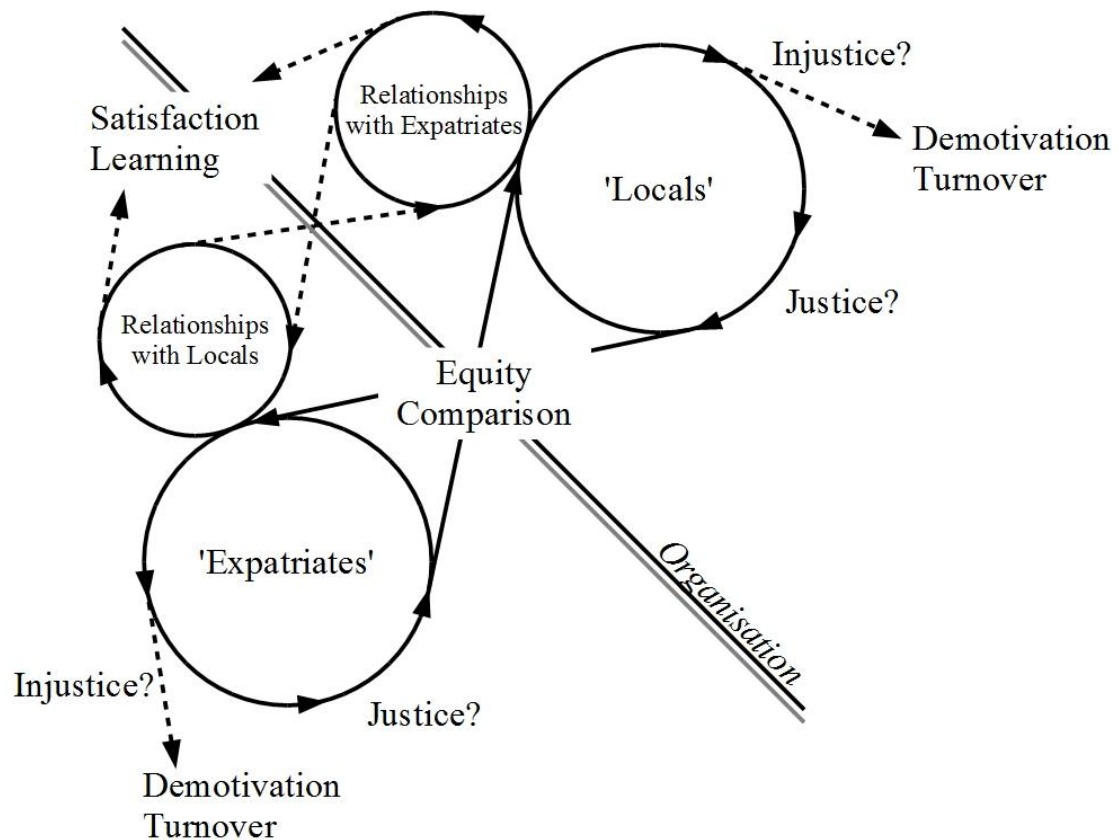 Injustice?
Relationships
with Expatriates
Satisfaction
Learning
Demotivation
Turnover
'Locals'
Justice?
Relationships
with Locals
Equity
Comparison
'Expatriates'
Organisation
Injustice?
Justice?
Demotivation
Turnover